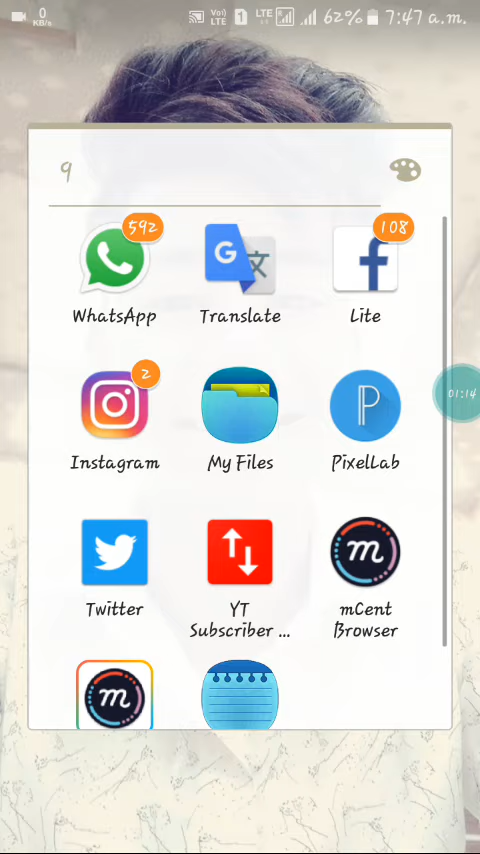 0
KB/s
Vo))
LTE
1
LTE
62% 7:47 a.m.
9
592
108
G 文
f
WhatsApp Translate Lite
2
P
01:14
Instagram My Files PixelLab
m
Twitter YT Subscriber ... mCent Browser
m